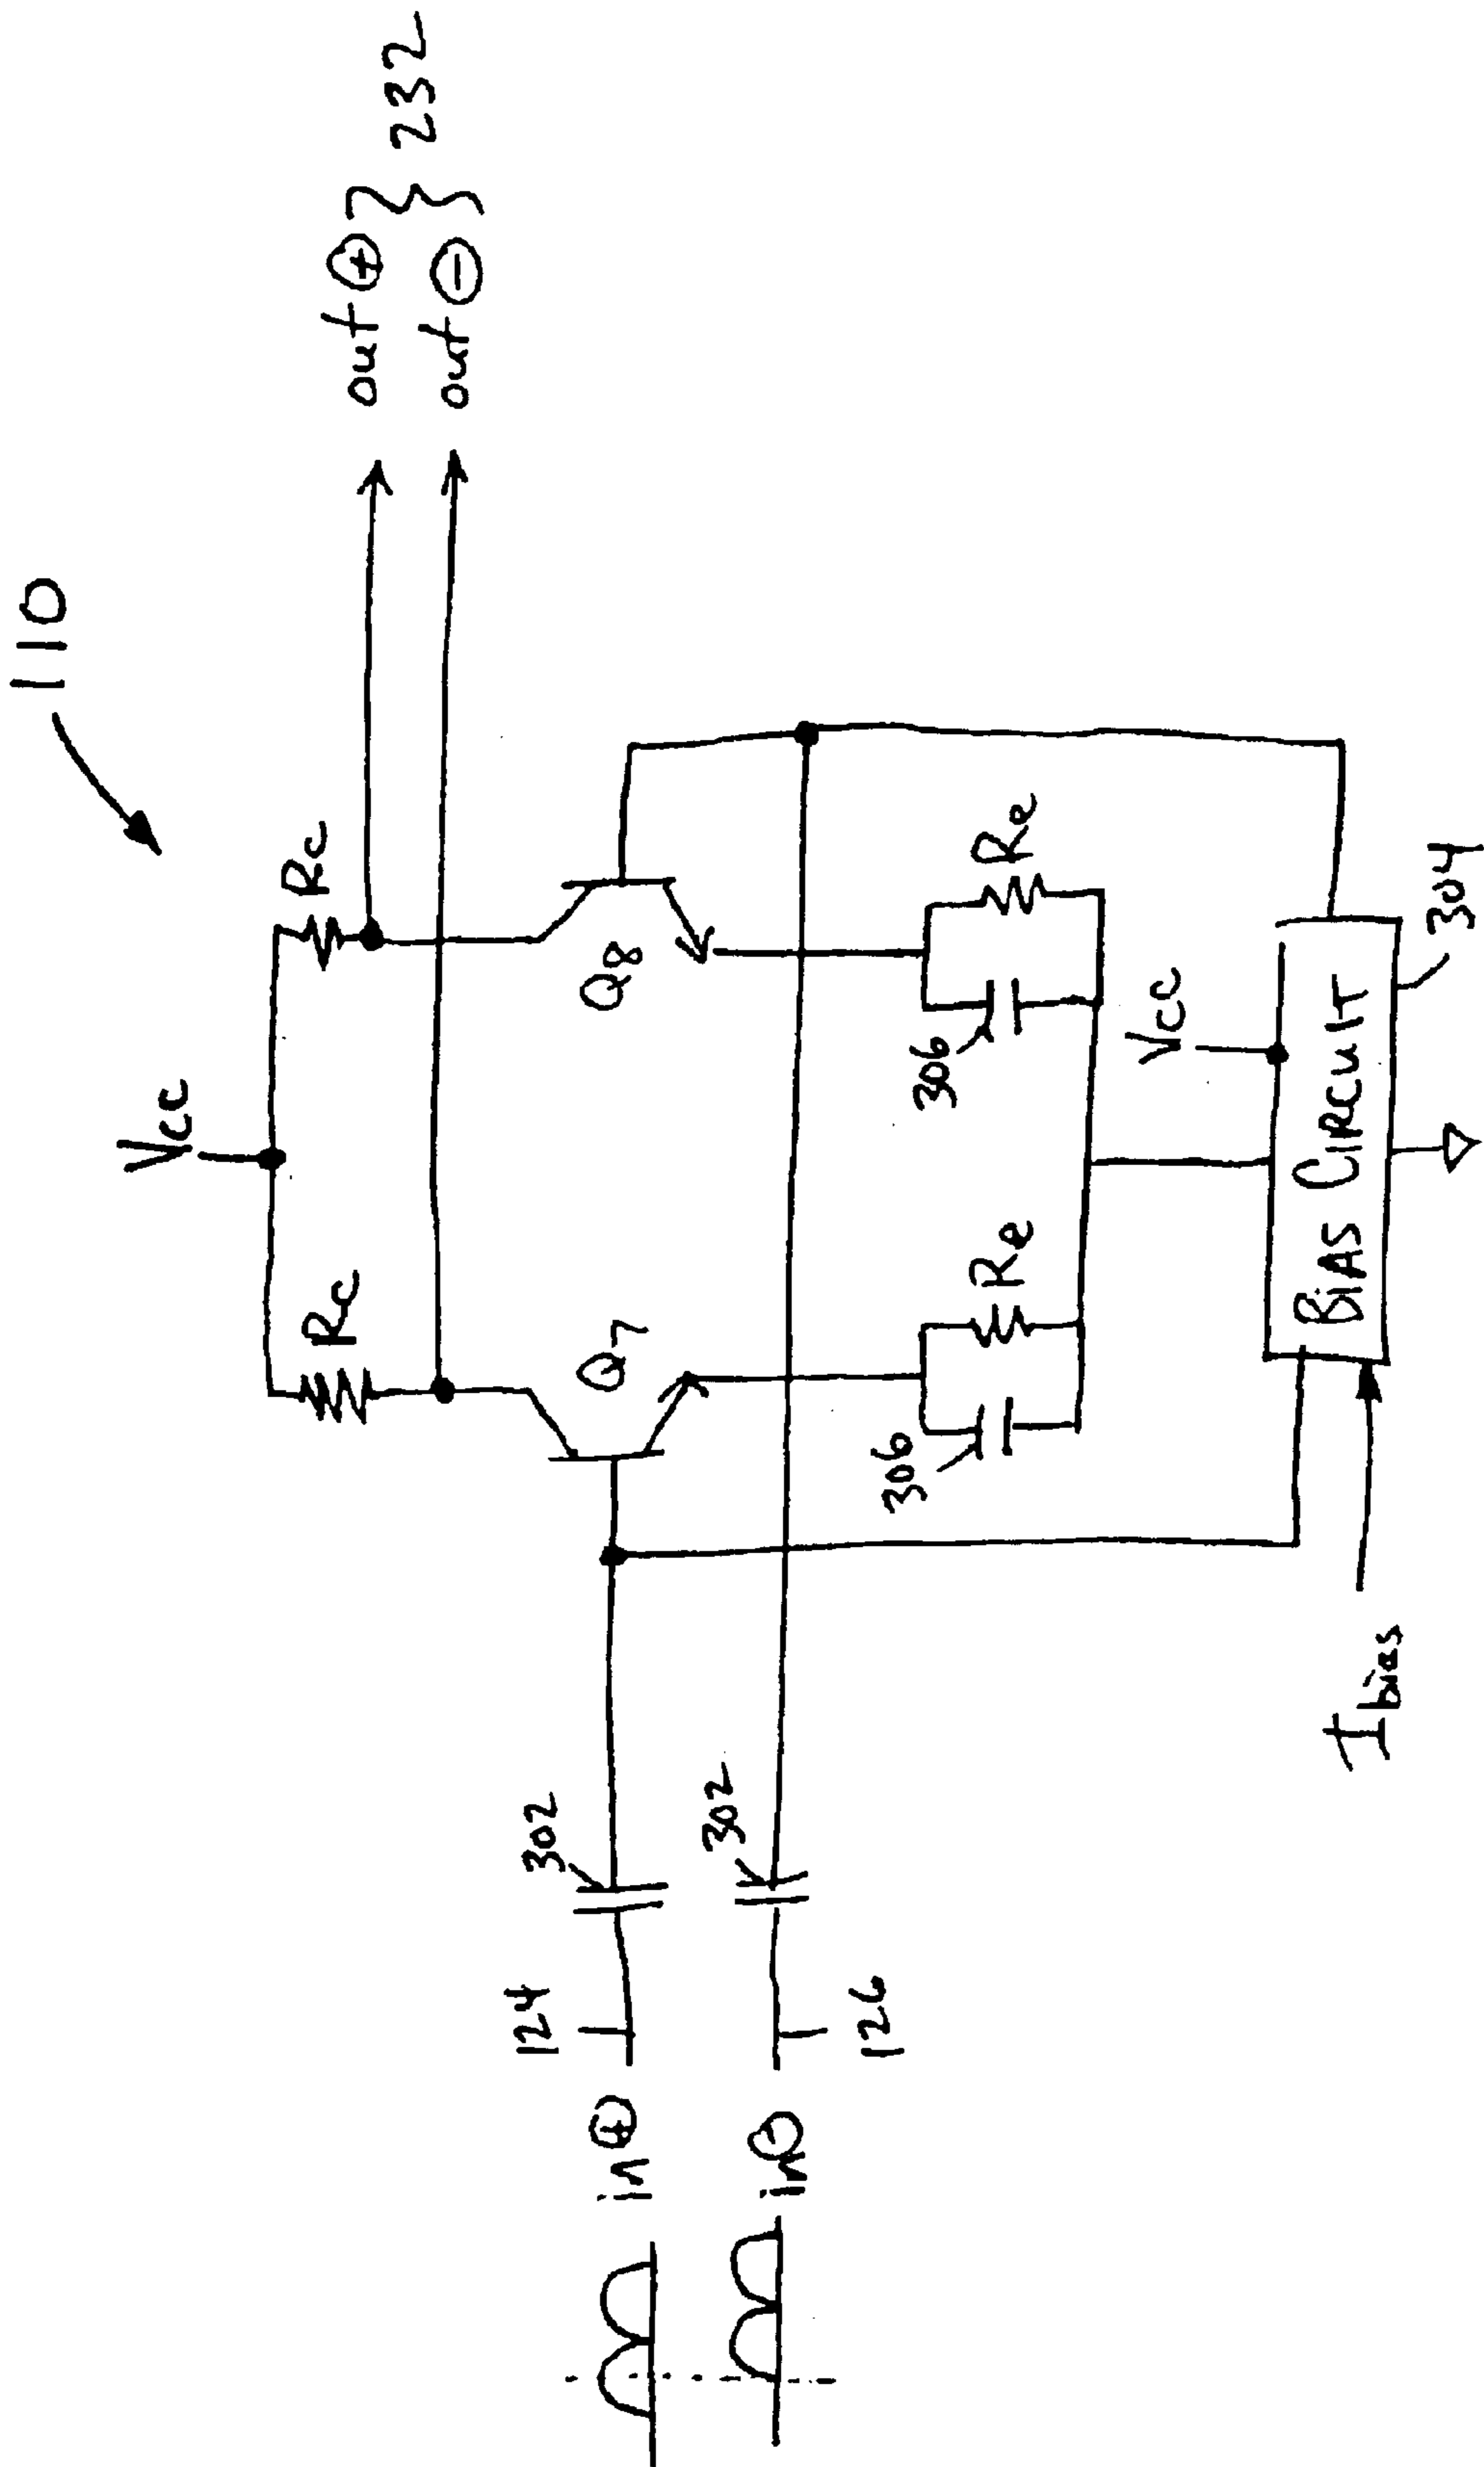 110
Vcc
Rc
Rc
out ⊕
out ⊖
232
Q7
Q8
124
302
in ⊕
302
in ⊖
126
306
Re
306
Re
Vcc
BIAS CIRCUIT
304
I bias